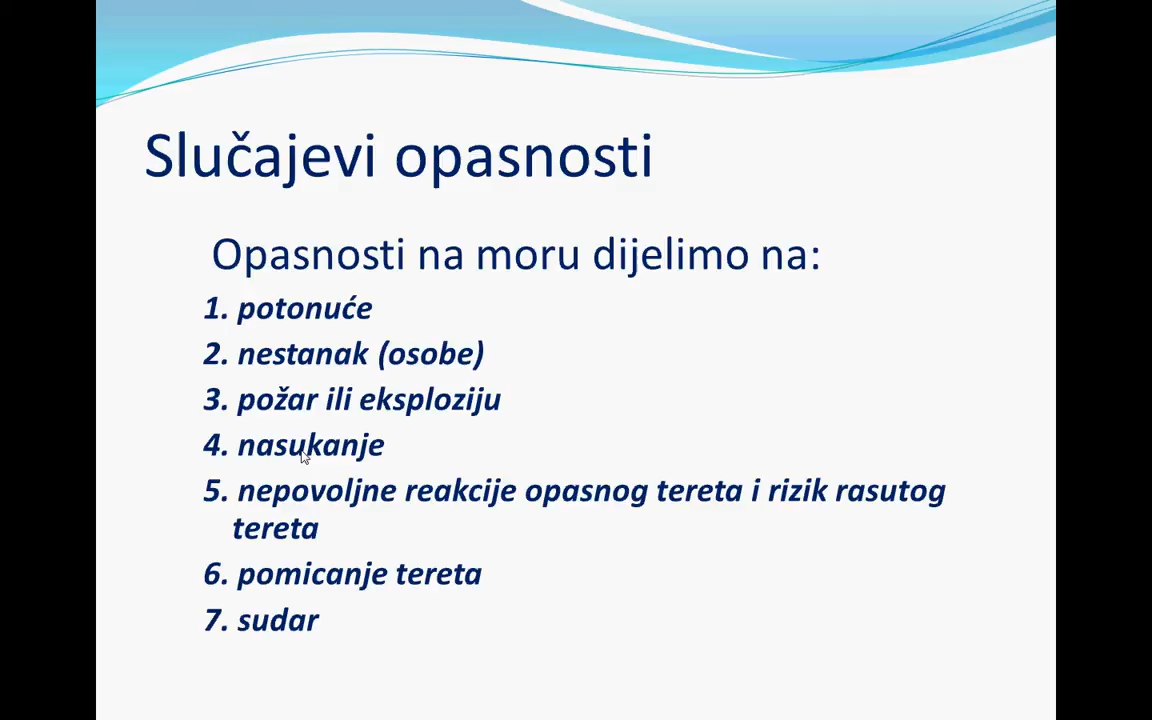 Slučajevi opasnosti
Opasnosti na moru dijelimo na:
1. potonuće
2. nestanak (osobe)
3. požar ili eksploziju
4. nasukanje
5. nepovoljne reakcije opasnog tereta i rizik rasutog
tereta
6. pomicanje tereta
7. sudar